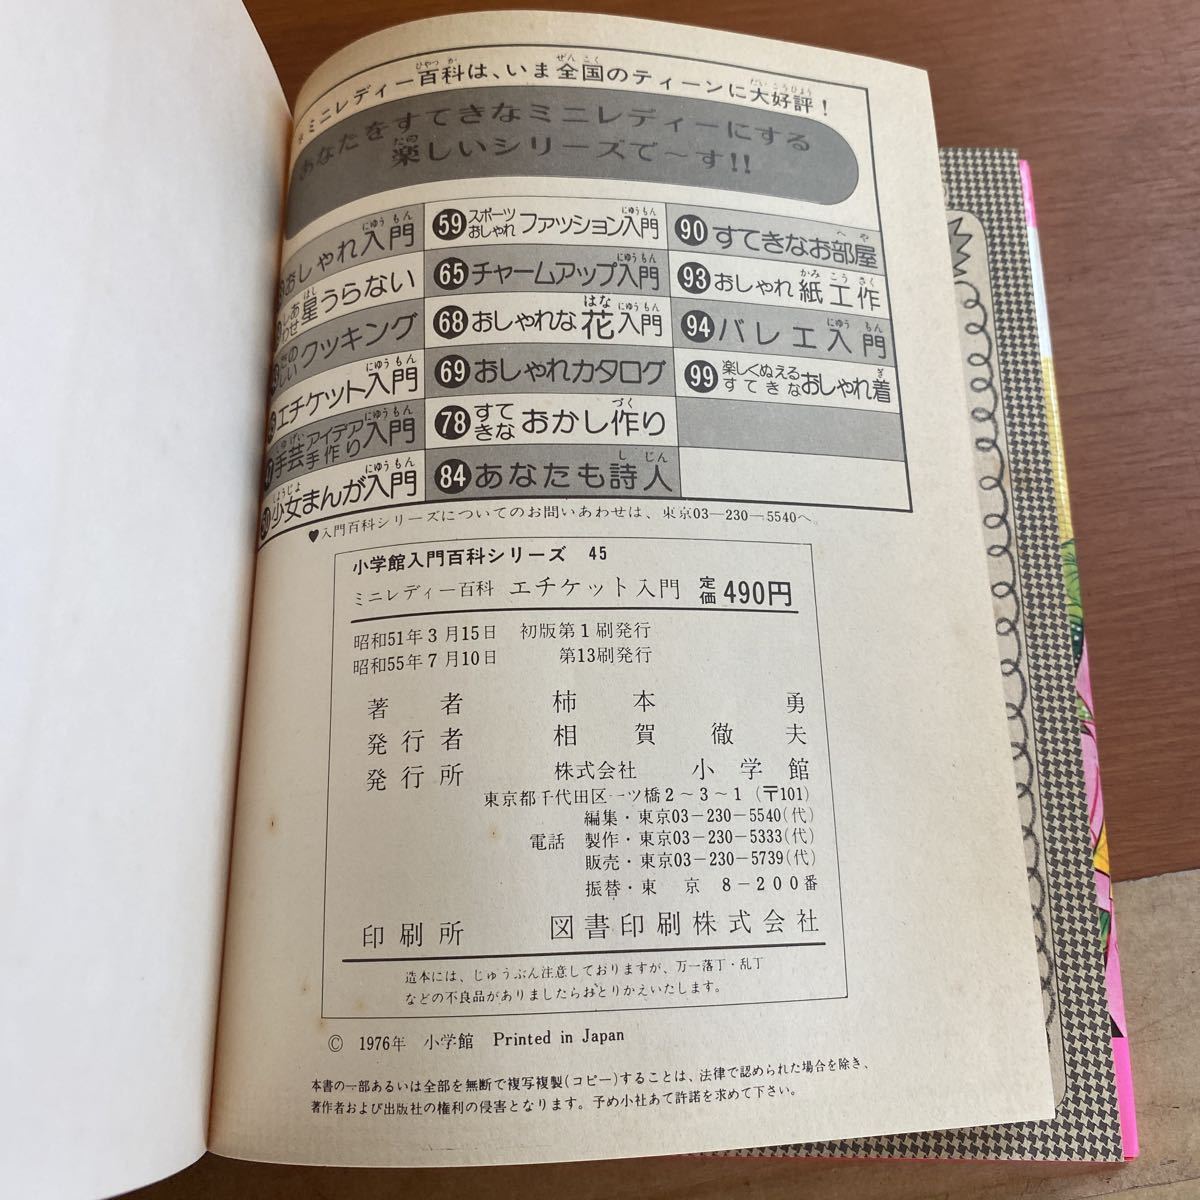 ミニレディー百科は、いま全国のティーンに大好評!
あなたをすてきなミニレディーにする
楽しいシリーズで〜す!!
おしゃれ入門
しあわせ星うらない
クッキング
エチケット入門
手芸アイデア手作り入門
少女まんが入門
59 スポーツおしゃれ ファッション入門
65 チャームアップ入門
68 おしゃれな花入門
69 おしゃれカタログ
78 すてきな おかし作り
84 あなたも詩人
90 すてきなお部屋
93 おしゃれ紙工作
94 バレエ入門
99 楽しくぬえるすてきなおしゃれ着
♥入門百科シリーズについてのお問いあわせは、東京03―230―5540へ。
小学館入門百科シリーズ 45
ミニレディー百科 エチケット入門 定価 490円
昭和51年3月15日 初版第1刷発行
昭和55年7月10日 第13刷発行
著者 柿本 勇
発行者 相賀徹夫
発行所 株式会社 小学館
東京都千代田区一ツ橋2〜3〜1(〒101)
編集・東京03-230-5540(代)
電話 製作・東京03-230-5333(代)
販売・東京03-230-5739(代)
振替・東京 8-200番
印刷所 図書印刷株式会社
造本には、じゅうぶん注意しておりますが、万一落丁・乱丁
などの不良品がありましたらおとりかえいたします。
© 1976年 小学館 Printed in Japan
本書の一部あるいは全部を無断で複写複製(コピー)することは、法律で認められた場合を除き、
著作者および出版社の権利の侵害となります。予め小社あて許諾を求めて下さい。